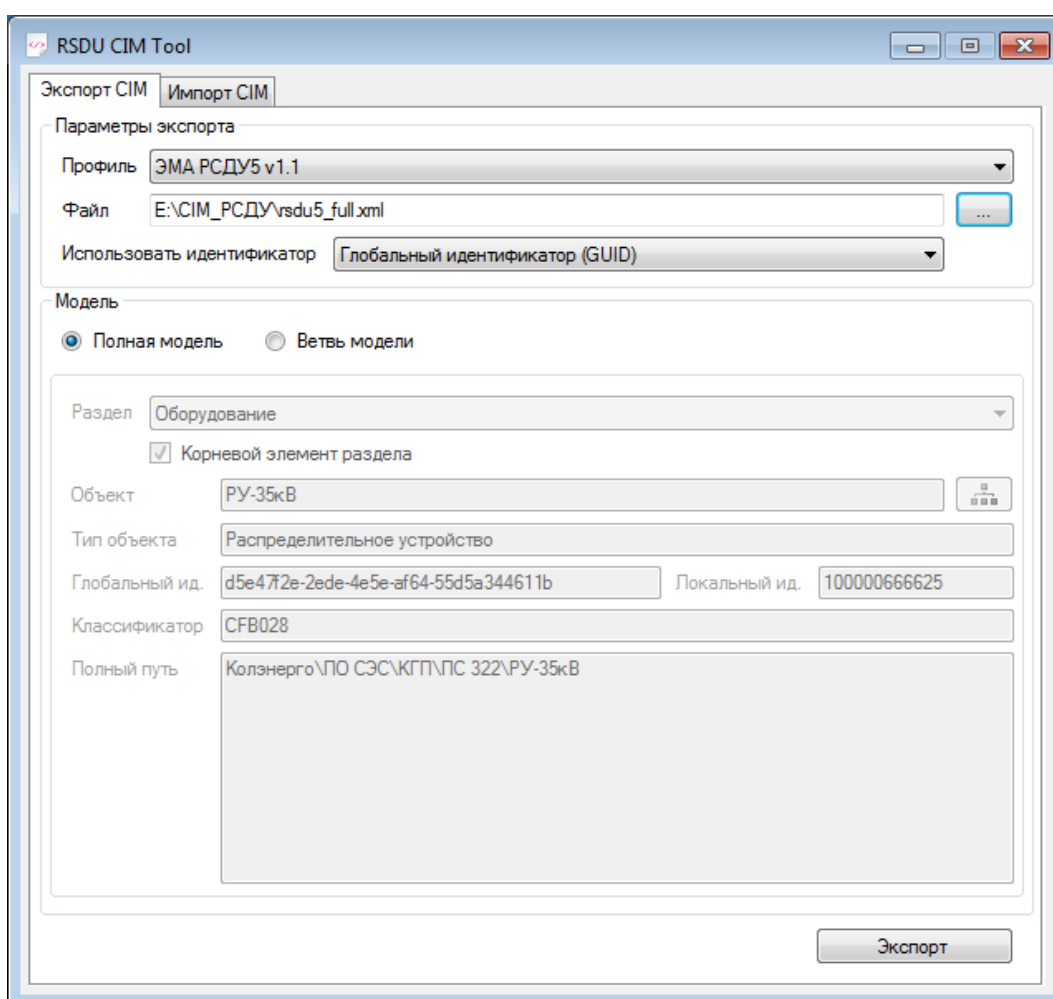 RSDU CIM Tool
Экспорт CIM Импорт CIM
Параметры экспорта
Профиль ЭМА РСДУ5 v1.1
Файл E:\CIM_РСДУ\rsdu5_full.xml ...
Использовать идентификатор Глобальный идентификатор (GUID)
Модель
Полная модель Ветвь модели
Раздел Оборудование
Корневой элемент раздела
Объект РУ-35кВ
Тип объекта Распределительное устройство
Глобальный ид. d5e47f2e-2ede-4e5e-af64-55d5a344611b Локальный ид. 100000666625
Классификатор CFB028
Полный путь Колэнерго\ПО СЭС\КГП\ПС 322\РУ-35кВ
Экспорт